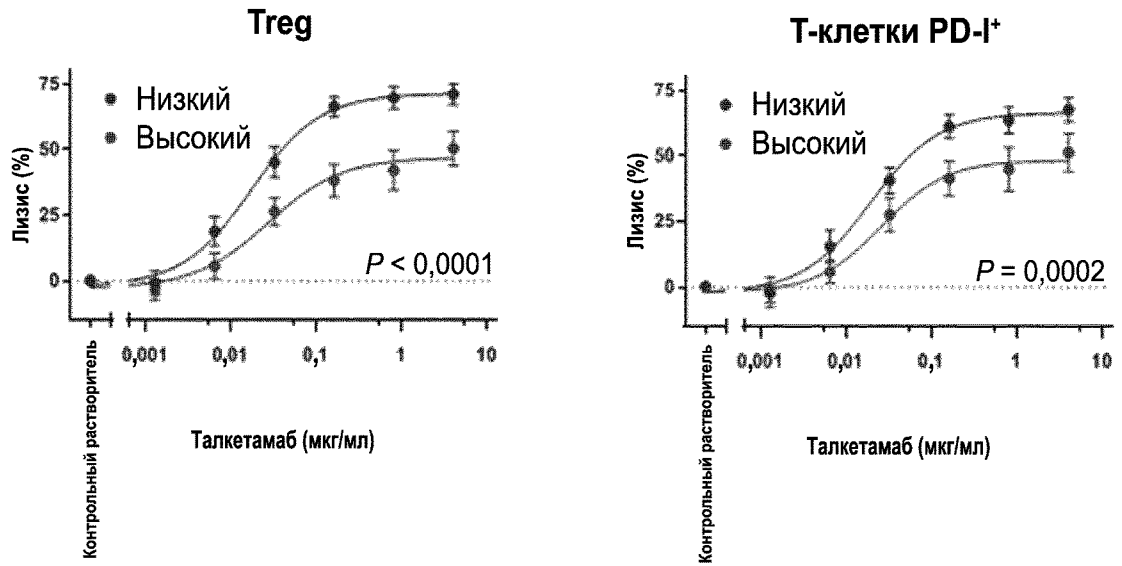 Treg
75
50
25
0
Лизис (%)
Низкий
Высокий
P < 0,0001
0,001
0,01
0,1
1
10
Контрольный растворитель
Талкетамаб (мкг/мл)
Т-клетки PD-I+
75
50
25
0
Лизис (%)
Низкий
Высокий
P = 0,0002
0,001
0,01
0,1
1
10
Контрольный растворитель
Талкетамаб (мкг/мл)